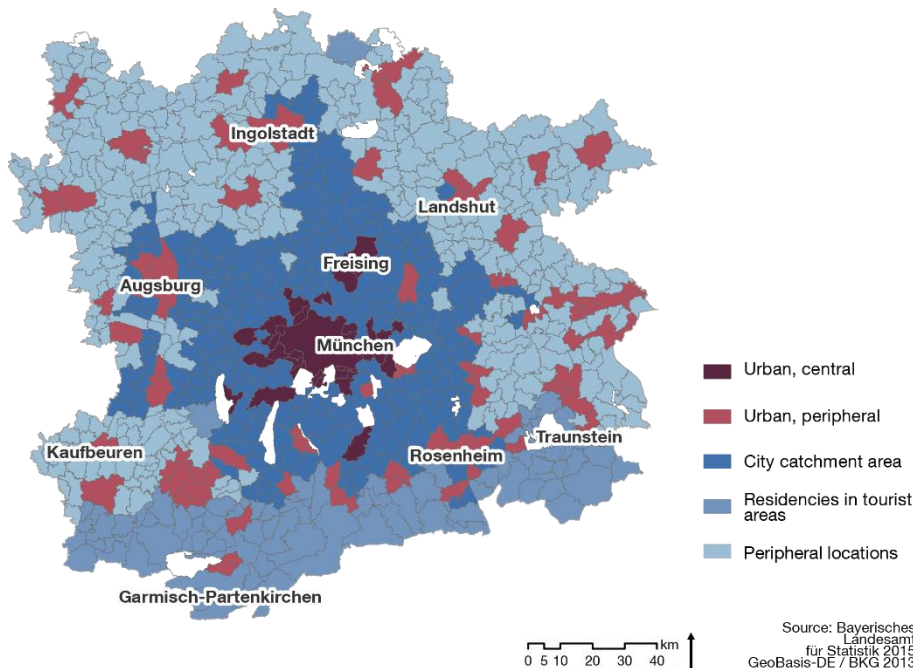 Ingolstadt
Landshut
Freising
Augsburg
München
Kaufbeuren
Rosenheim
Traunstein
Garmisch-Partenkirchen
Urban, central
Urban, peripheral
City catchment area
Residencies in tourist
areas
Peripheral locations
km
0 5 10 20 30 40
Source: Bayerisches
Landesamt
für Statistik 2015
GeoBasis-DE / BKG 2015